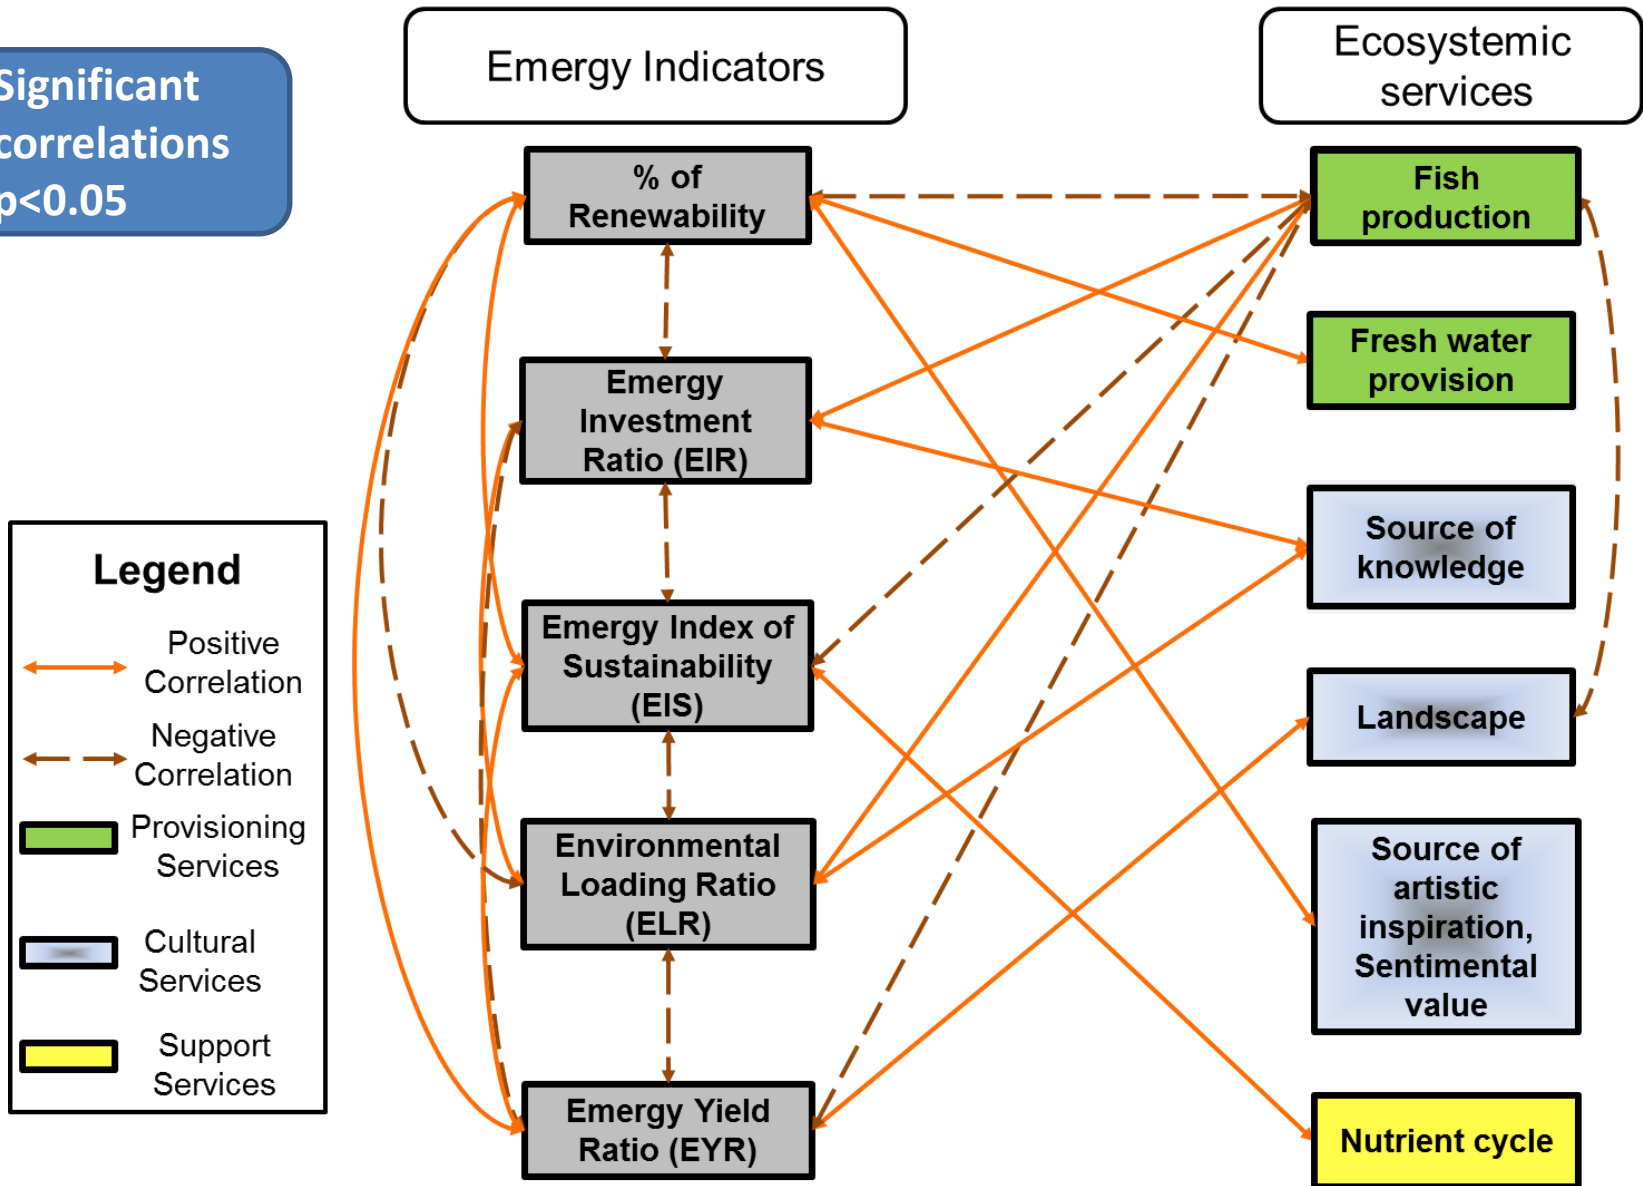 Significant
correlations
p<0.05
Emergy Indicators
Ecosystemic
services
% of
Renewability
Emergy
Investment
Ratio (EIR)
Emergy Index of
Sustainability
(EIS)
Environmental
Loading Ratio
(ELR)
Emergy Yield
Ratio (EYR)
Fish
production
Fresh water
provision
Source of
knowledge
Landscape
Source of
artistic
inspiration,
Sentimental
value
Nutrient cycle
Legend
Positive
Correlation
Negative
Correlation
Provisioning
Services
Cultural
Services
Support
Services